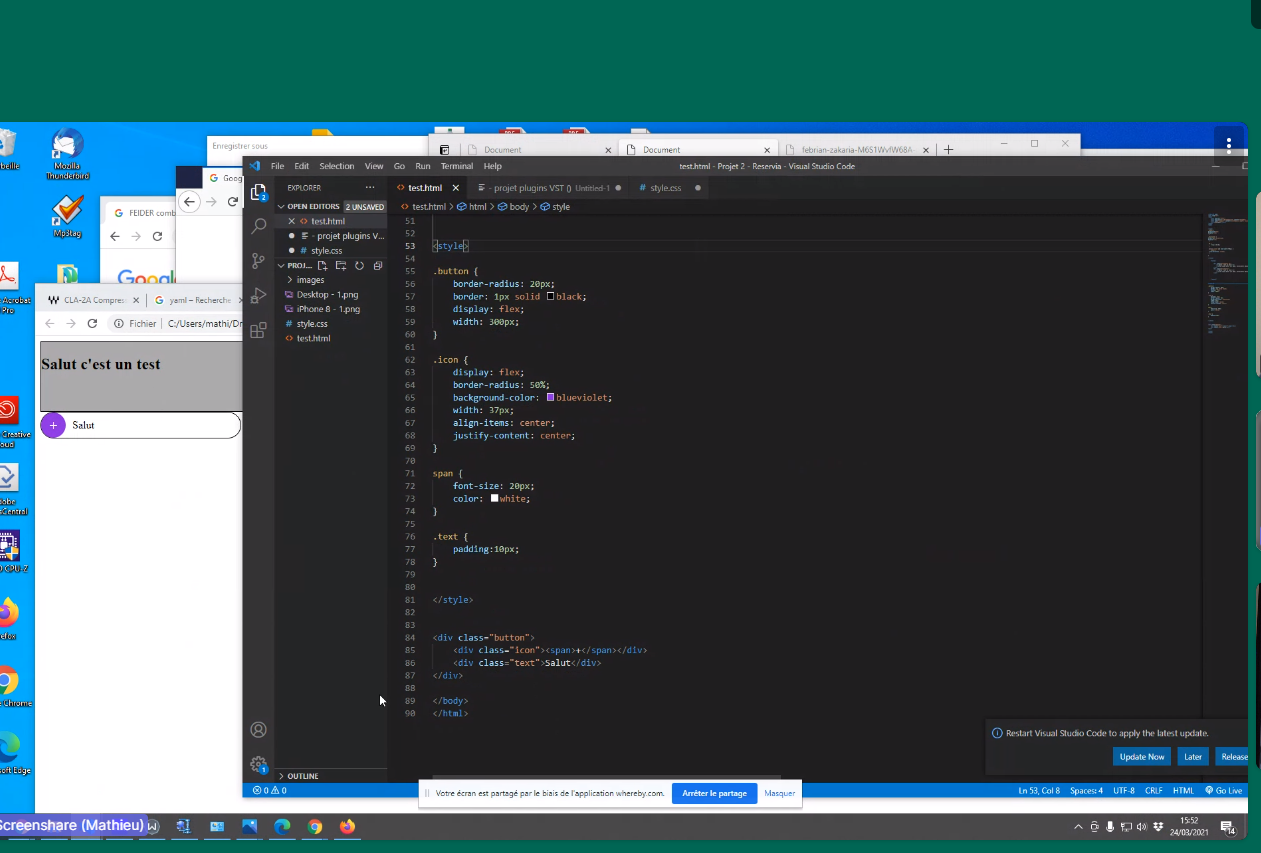 Enregistrer sous
Document
Document
febrian-zakaria-M6S1WvfW68A
File Edit Selection View Go Run Terminal Help
test.html - Projet 2 - Reservia - Visual Studio Code
Mozilla
Thunderbird
Goog
EXPLORER
test.html
- projet plugins VST () Untitled-1
style.css
OPEN EDITORS 2 UNSAVED
test.html > html > body > style
FEIDER comb
Mp3tag
test.html
- projet plugins V...
style.css
Google
PROJ...
images
Desktop - 1.png
iPhone 8 - 1.png
style.css
test.html
Acrobat
Pro
CLA-2A Compres
yaml – Recherche
Fichier
C:/Users/mathi/Dr
Salut c'est un test
+ Salut
Creative
oud
dobe
sCentral
CPU-Z
efox
Chrome
soft Edge
51
52
53 <style>
54
55 .button {
56 border-radius: 20px;
57 border: 1px solid black;
58 display: flex;
59 width: 300px;
60 }
61
62 .icon {
63 display: flex;
64 border-radius: 50%;
65 background-color: blueviolet;
66 width: 37px;
67 align-items: center;
68 justify-content: center;
69 }
70
71 span {
72 font-size: 20px;
73 color: white;
74 }
75
76 .text {
77 padding:10px;
78 }
79
80
81 </style>
82
83
84 <div class="button">
85 <div class="icon"><span>+</span></div>
86 <div class="text">Salut</div>
87 </div>
88
89 </body>
90 </html>
Restart Visual Studio Code to apply the latest update.
Update Now Later Release
OUTLINE
0 0
Votre écran est partagé par le biais de l'application whereby.com.
Arrêter le partage
Masquer
Ln 53, Col 8 Spaces: 4 UTF-8 CRLF HTML Go Live
Screenshare (Mathieu)
15:52
24/03/2021
14